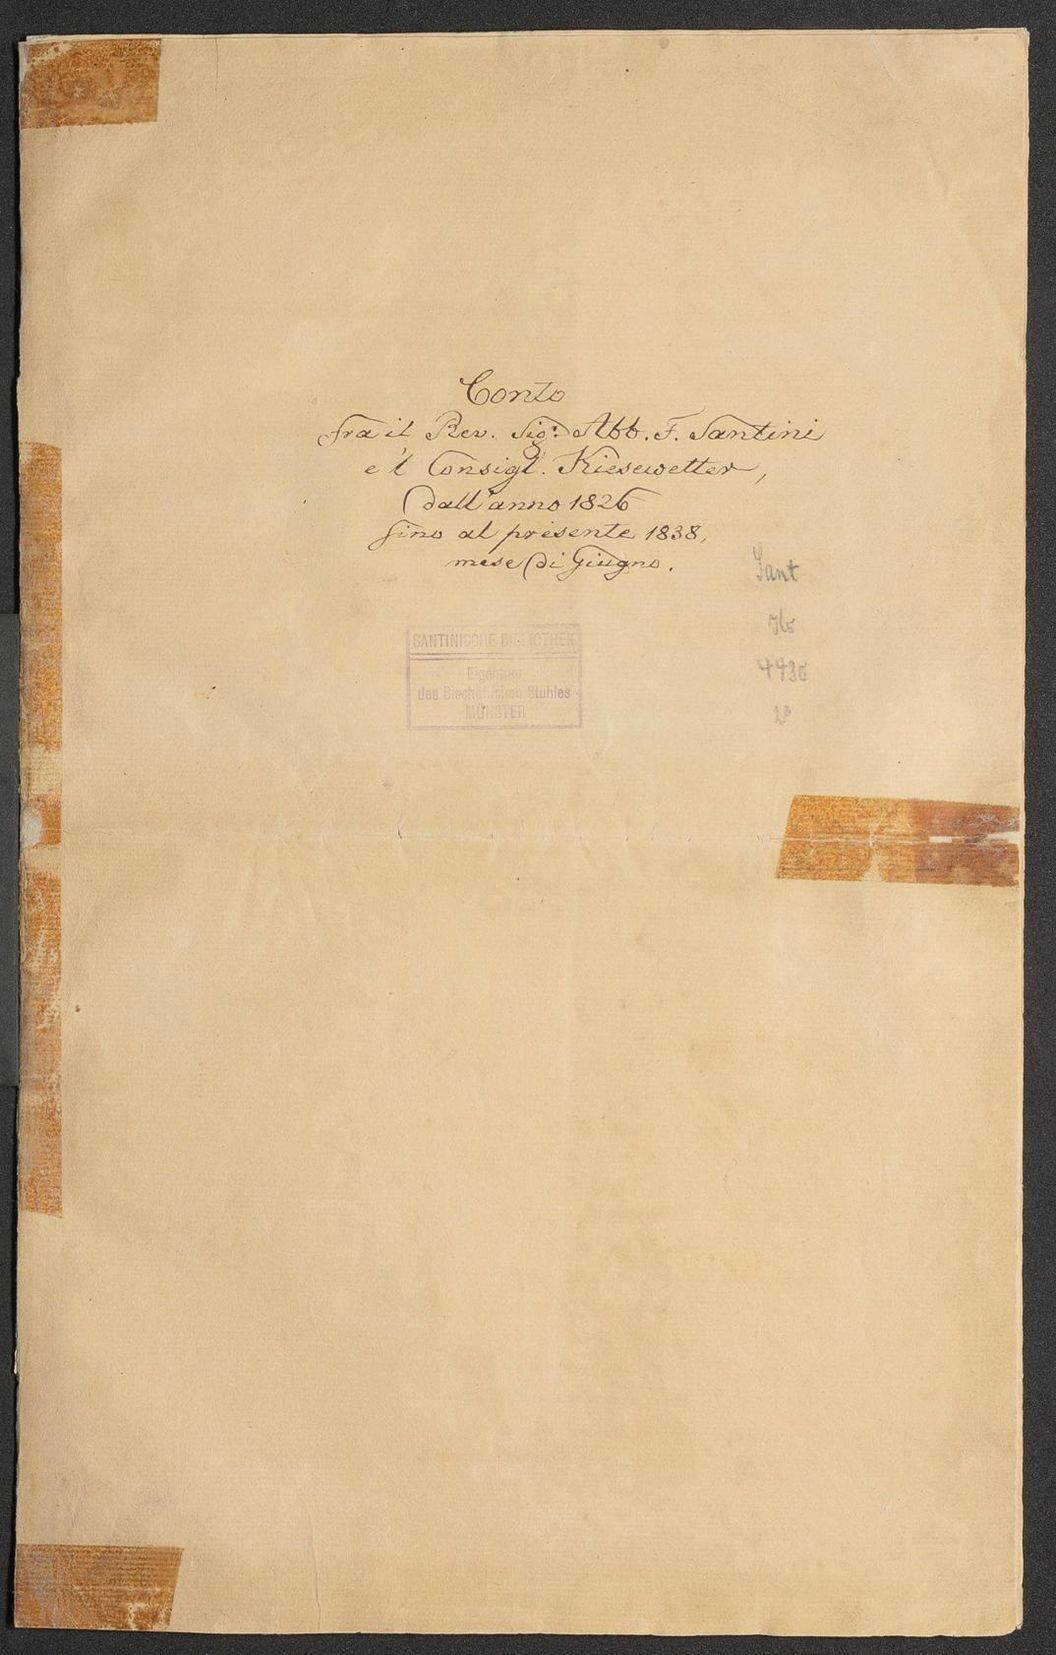 Conto
fra il Rev. Sigr. Abb. F. Santini
e 'l Consigl. Kiesewetter,
dall' anno 1826
fino al presente 1838,
mese di Giugno.
Sant
Hs
4436
SANTINISCHE BIBLIOTHEK
Eigentum
des Bischöflichen Stuhles
MÜNSTER